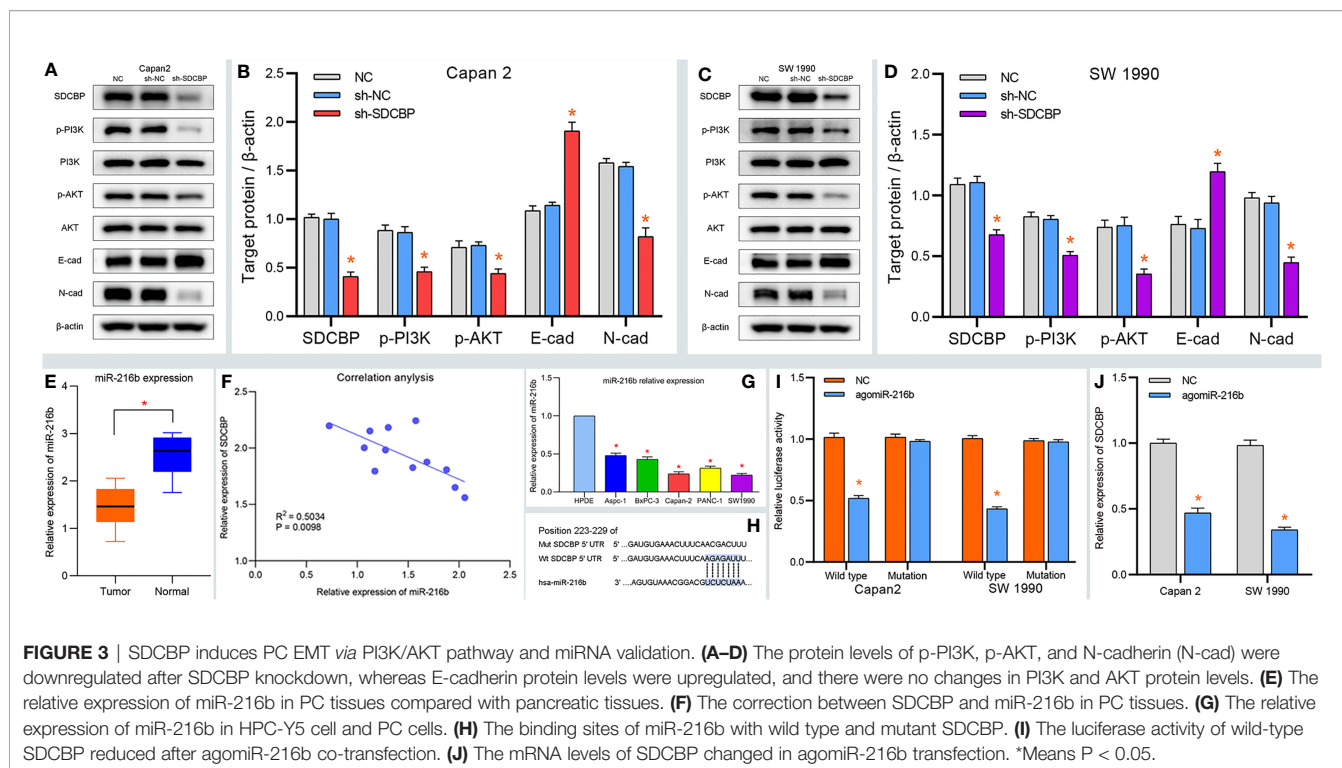 A
Capan2
NC sh-NC sh-SDCBP
SDCBP
p-PI3K
PI3K
p-AKT
AKT
E-cad
N-cad
β-actin
B
Capan 2
NC
sh-NC
sh-SDCBP
Target protein / β-actin
2.5
2.0
1.5
1.0
0.5
0.0
* * * * *
SDCBP p-PI3K p-AKT E-cad N-cad
C
SW 1990
NC sh-NC sh-SDCBP
SDCBP
p-PI3K
PI3K
p-AKT
AKT
E-cad
N-cad
β-actin
D
SW 1990
NC
sh-NC
sh-SDCBP
Target protein / β-actin
2.0
1.5
1.0
0.5
0.0
* * * * *
SDCBP p-PI3K p-AKT E-cad N-cad
E
miR-216b expression
Relative expression of miR-216b
4
3
2
1
0
*
Tumor Normal
F
Correlation anylysis
Relative expression of SDCBP
2.5
2.0
1.5
1.0
R² = 0.5034
P = 0.0098
0.0 0.5 1.0 1.5 2.0 2.5
Relative expression of miR-216b
G
miR-216b relative expression
Relative expression of miR-216b
1.5
1.0
0.5
0.0
* * * * *
HPDE Aspc-1 BxPC-3 Capan-2 PANC-1 SW1990
H
Position 223-229 of
Mut SDCBP 5' UTR 5' ...GAUGUGAAACUUUCAACGACUUU
Wt SDCBP 5' UTR 5' ...GAUGUGAAACUUUCAAGAGAUUU...
hsa-miR-216b 3' ...AGUGUAAACGGACGUCUCUAAA...
I
NC
agomiR-216b
Relative luciferase activity
1.5
1.0
0.5
0.0
* *
Wild type Mutation Wild type Mutation
Capan2 SW 1990
J
NC
agomiR-216b
Relative expression of SDCBP
1.5
1.0
0.5
0.0
* *
Capan 2 SW 1990
FIGURE 3 | SDCBP induces PC EMT via PI3K/AKT pathway and miRNA validation. (A–D) The protein levels of p-PI3K, p-AKT, and N-cadherin (N-cad) were
downregulated after SDCBP knockdown, whereas E-cadherin protein levels were upregulated, and there were no changes in PI3K and AKT protein levels. (E) The
relative expression of miR-216b in PC tissues compared with pancreatic tissues. (F) The correction between SDCBP and miR-216b in PC tissues. (G) The relative
expression of miR-216b in HPC-Y5 cell and PC cells. (H) The binding sites of miR-216b with wild type and mutant SDCBP. (I) The luciferase activity of wild-type
SDCBP reduced after agomiR-216b co-transfection. (J) The mRNA levels of SDCBP changed in agomiR-216b transfection. *Means P < 0.05.